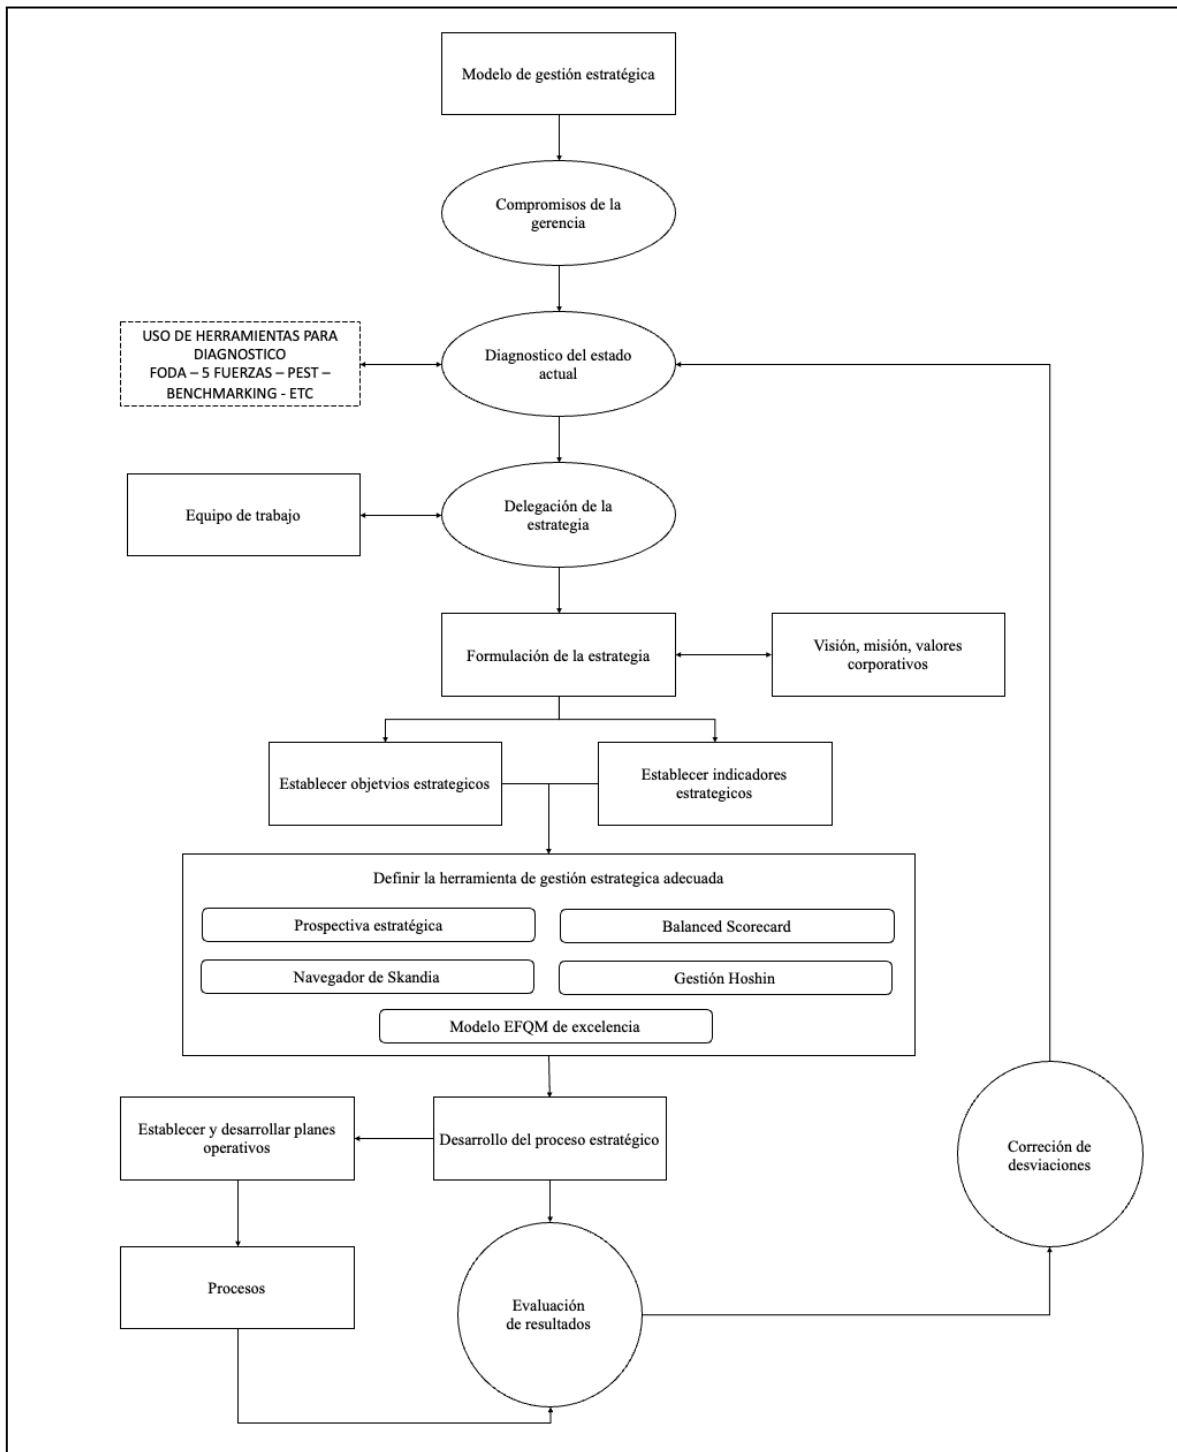 Modelo de gestión estratégica
Compromisos de la
gerencia
USO DE HERRAMIENTAS PARA
DIAGNOSTICO
FODA – 5 FUERZAS – PEST –
BENCHMARKING - ETC
Diagnostico del estado
actual
Equipo de trabajo
Delegación de la
estrategia
Formulación de la estrategia
Visión, misión, valores
corporativos
Establecer objetvios estrategicos
Establecer indicadores
estrategicos
Definir la herramienta de gestión estrategica adecuada
Prospectiva estratégica
Balanced Scorecard
Navegador de Skandia
Gestión Hoshin
Modelo EFQM de excelencia
Establecer y desarrollar planes
operativos
Desarrollo del proceso estratégico
Correción de
desviaciones
Procesos
Evaluación
de resultados